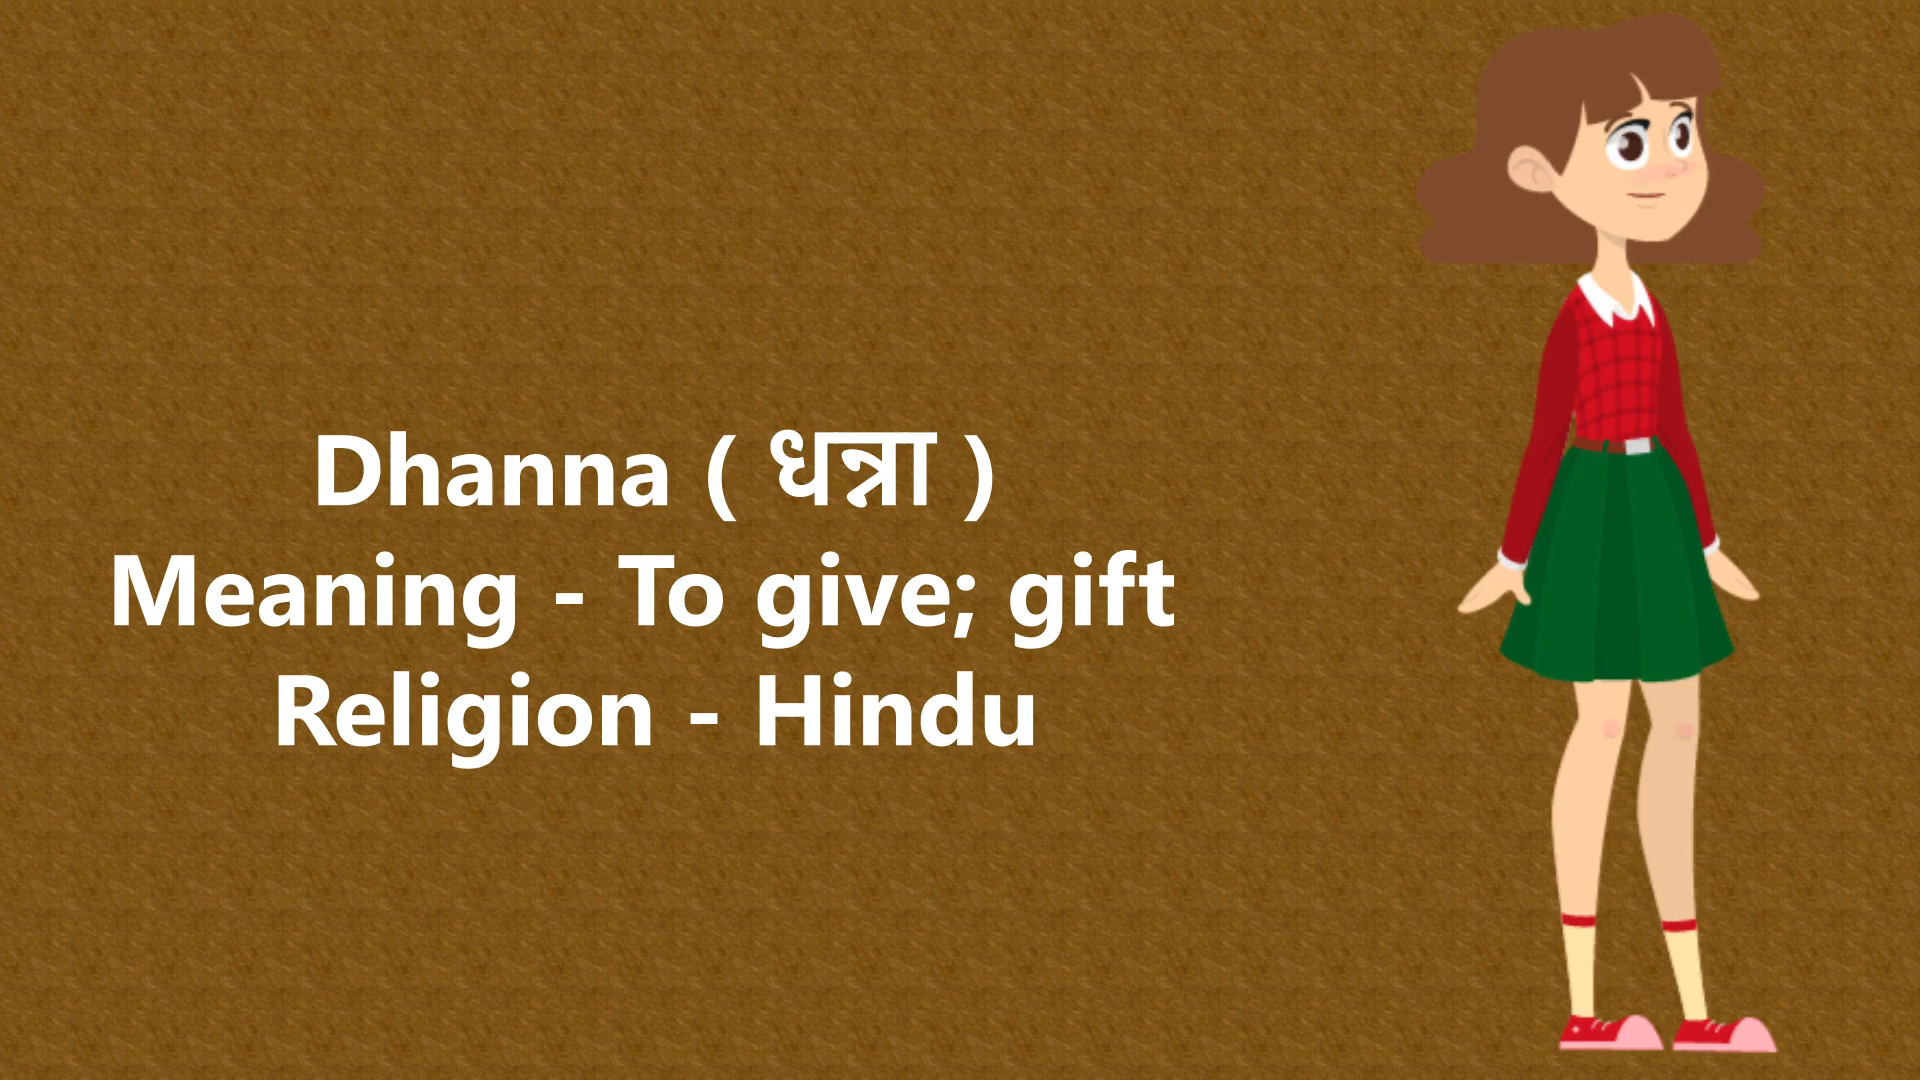 Dhanna ( धन्ना )
Meaning - To give; gift
Religion - Hindu